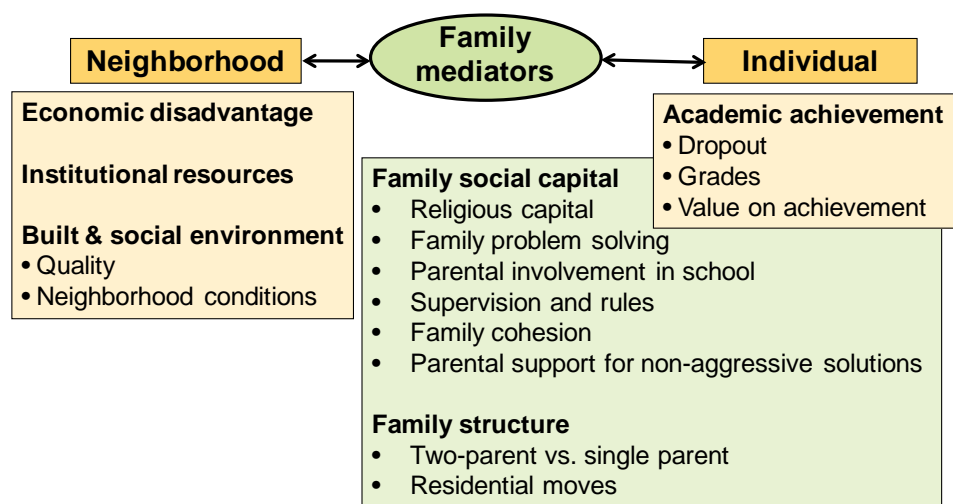 Neighborhood
Family
mediators
Individual
Economic disadvantage
Institutional resources
Built & social environment
• Quality
• Neighborhood conditions
Family social capital
• Religious capital
• Family problem solving
• Parental involvement in school
• Supervision and rules
• Family cohesion
• Parental support for non-aggressive solutions
Family structure
• Two-parent vs. single parent
• Residential moves
Academic achievement
• Dropout
• Grades
• Value on achievement